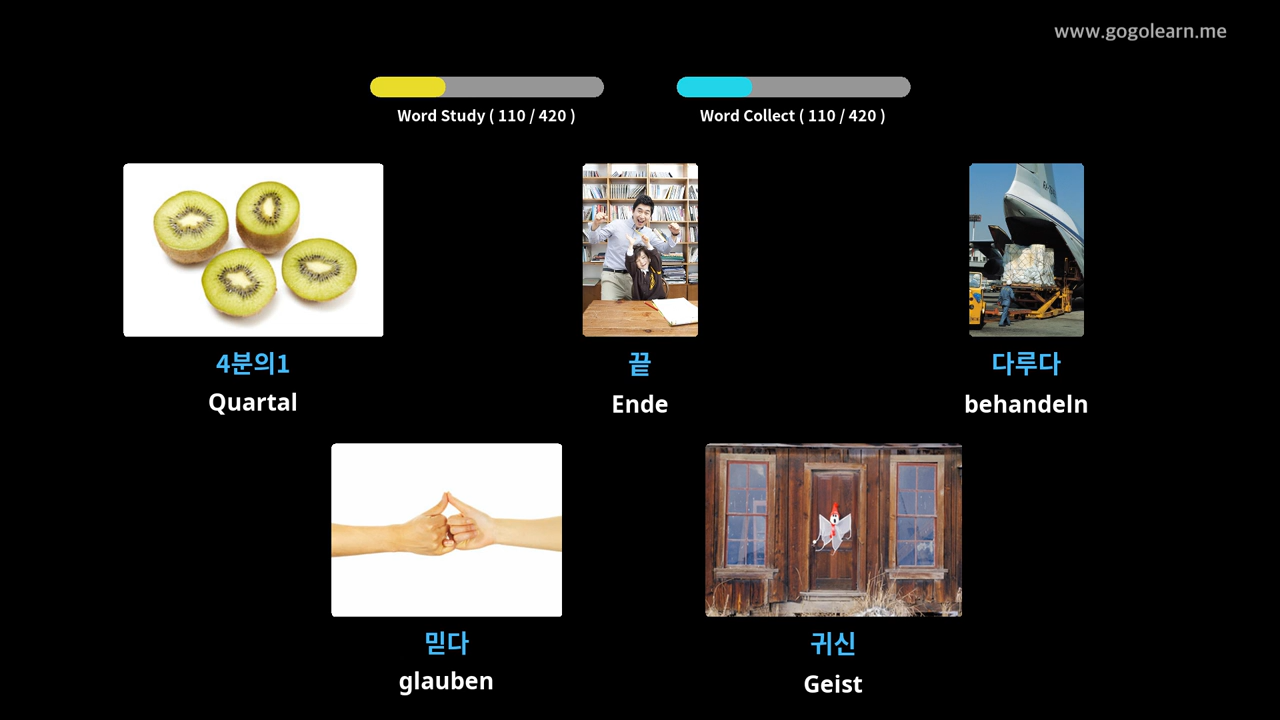 www.gogolearn.me
Word Study ( 110 / 420 )
Word Collect ( 110 / 420 )
4분의1
Quartal
끝
Ende
다루다
behandeln
믿다
glauben
귀신
Geist